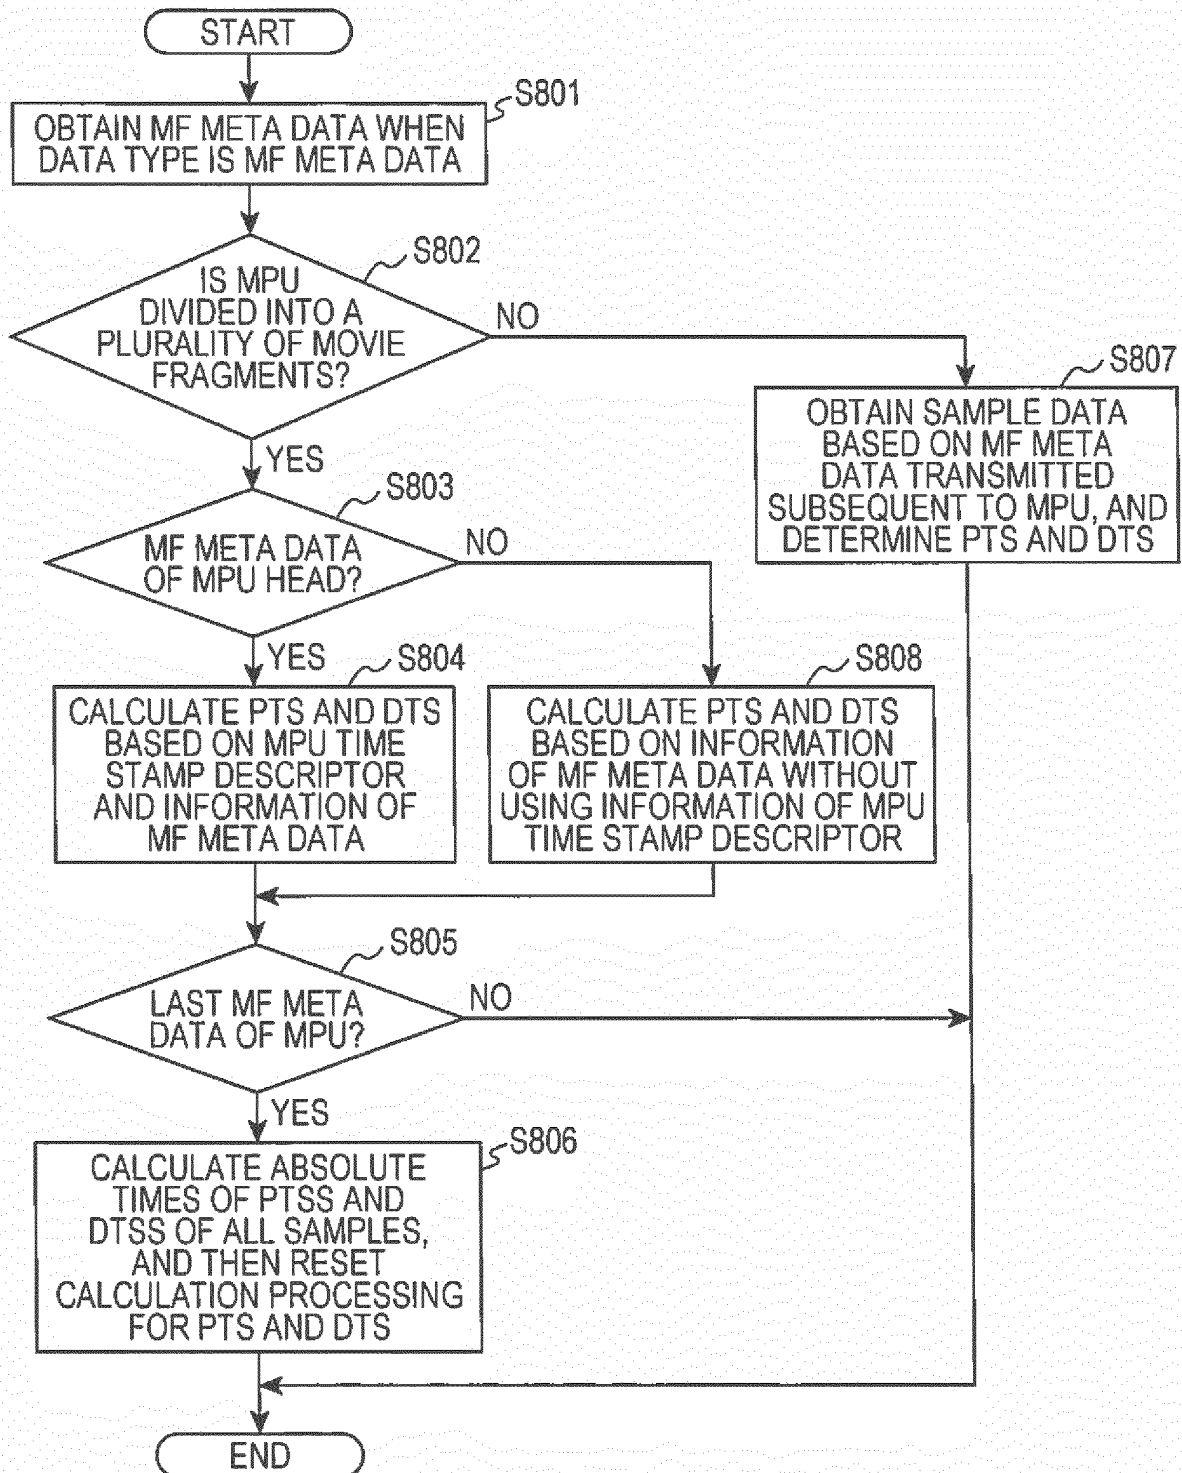 START
S801
OBTAIN MF META DATA WHEN
DATA TYPE IS MF META DATA
S802
IS MPU
DIVIDED INTO A
PLURALITY OF MOVIE
FRAGMENTS?
NO
YES
S807
OBTAIN SAMPLE DATA
BASED ON MF META
DATA TRANSMITTED
SUBSEQUENT TO MPU, AND
DETERMINE PTS AND DTS
S803
MF META DATA
OF MPU HEAD?
NO
YES
S804
CALCULATE PTS AND DTS
BASED ON MPU TIME
STAMP DESCRIPTOR
AND INFORMATION OF
MF META DATA
S808
CALCULATE PTS AND DTS
BASED ON INFORMATION
OF MF META DATA WITHOUT
USING INFORMATION OF MPU
TIME STAMP DESCRIPTOR
S805
LAST MF META
DATA OF MPU?
NO
YES
S806
CALCULATE ABSOLUTE
TIMES OF PTSS AND
DTSS OF ALL SAMPLES,
AND THEN RESET
CALCULATION PROCESSING
FOR PTS AND DTS
END